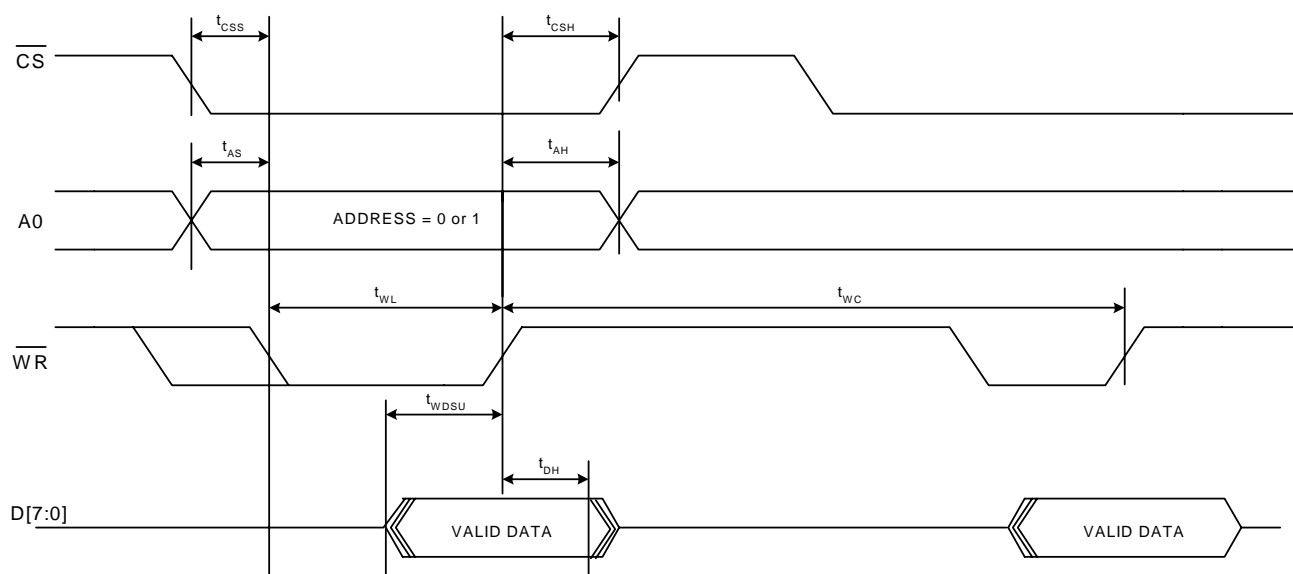 tCSS
tCSH
CS
tAS
tAH
A0
ADDRESS = 0 or 1
tWL
tWC
WR
tWDSU
tDH
D[7:0]
VALID DATA
VALID DATA